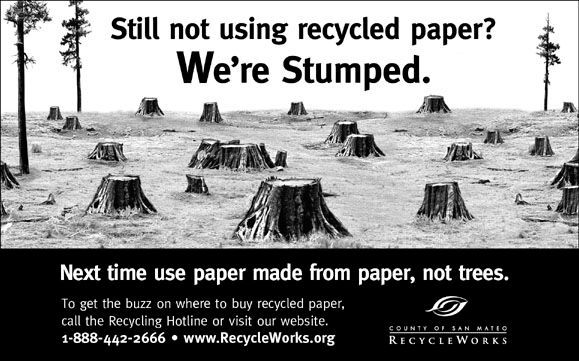 Still not using recycled paper?
We're Stumped.
Next time use paper made from paper, not trees.
To get the buzz on where to buy recycled paper,
call the Recycling Hotline or visit our website.
1-888-442-2666 • www.RecycleWorks.org
COUNTY OF SAN MATEO
RECYCLEWORKS